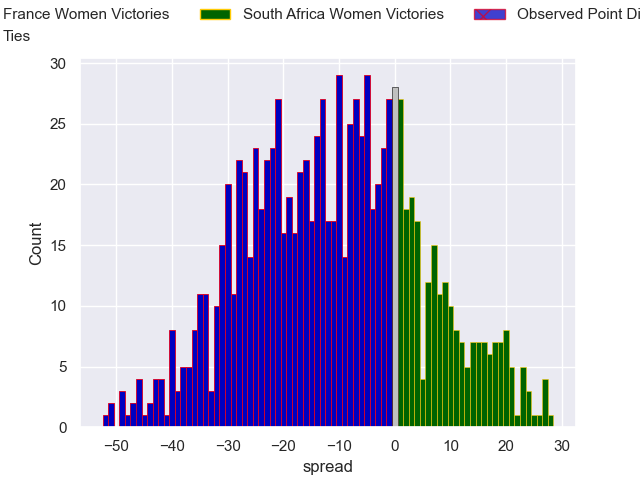 France Women Victories South Africa Women Victories Observed Point Di
Ties
30
25
20
15
10
5
0
Count
−50 −40 −30 −20 −10 0 10 20 30
spread